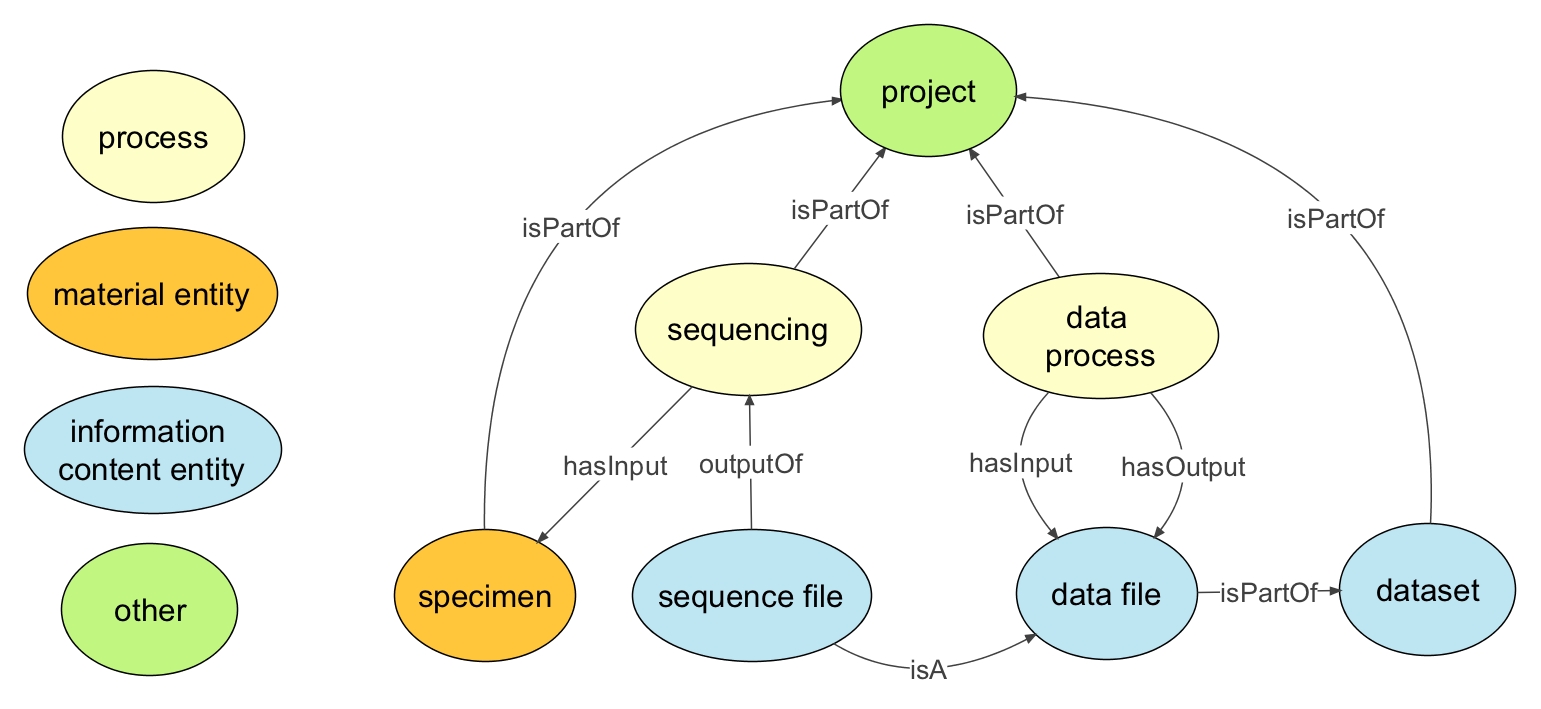 process
material entity
information
content entity
other
project
isPartOf
isPartOf
isPartOf
isPartOf
sequencing
data
process
hasInput
outputOf
hasInput
hasOutput
specimen
sequence file
data file
isPartOf
dataset
isA